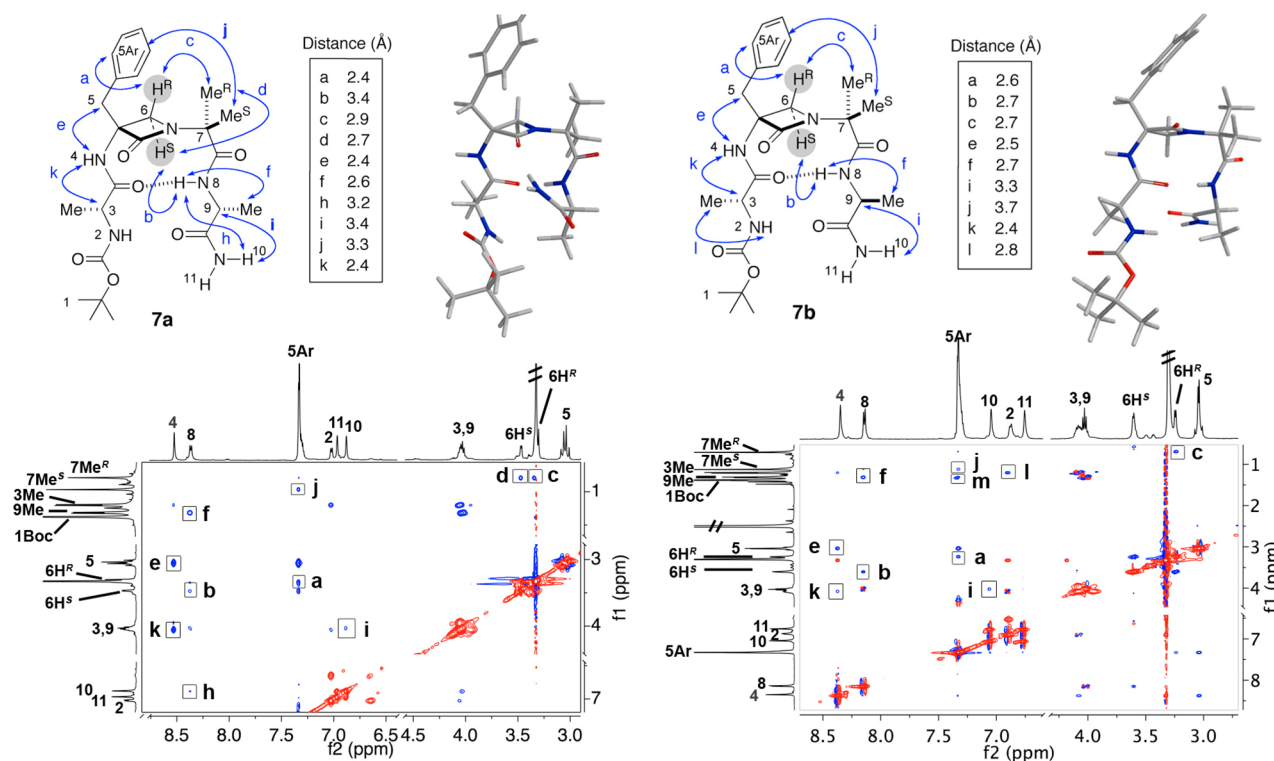 j
5Ar
a
c
H^R
6
5
Me^R
d
Me^S
e
N
7
4
HN
O
H^S
O
k
O
H
N
8
f
Me
3
b
9
Me
2
NH
O
h
i
O
O
N
H^10
11
H
1
7a
Distance (Å)
a 2.4
b 3.4
c 2.9
d 2.7
e 2.4
f 2.6
h 3.2
i 3.4
j 3.3
k 2.4
j
5Ar
a
c
H^R
6
5
Me^R
Me^S
e
N
7
4
HN
O
H^S
O
k
O
H
N
8
f
Me
3
b
9
Me
2
NH
O
i
l
O
O
N
H^10
11
H
1
7b
Distance (Å)
a 2.6
b 2.7
c 2.7
e 2.5
f 2.7
i 3.3
j 3.7
k 2.4
l 2.8
5Ar
4
8
2
11
10
3,9
6H^S
6H^R
5
7Me^R
7Me^S
3Me
9Me
1Boc
5
6H^R
6H^S
3,9
10
11
2
d
c
j
f
e
a
b
k
i
h
1
3
4
7
f1 (ppm)
8.5 8.0 7.5 7.0 4.5 4.0 3.5 3.0
f2 (ppm)
5Ar
4
8
10
2
11
3,9
6H^S
6H^R
5
7Me^R
3Me
7Me^S
9Me
1Boc
5
6H^R
6H^S
3,9
11
2
10
5Ar
8
4
c
j
f
m
l
e
a
b
k
i
1
2
3
4
7
8
f1 (ppm)
8.5 8.0 7.5 7.0 4.0 3.5 3.0
f2 (ppm)